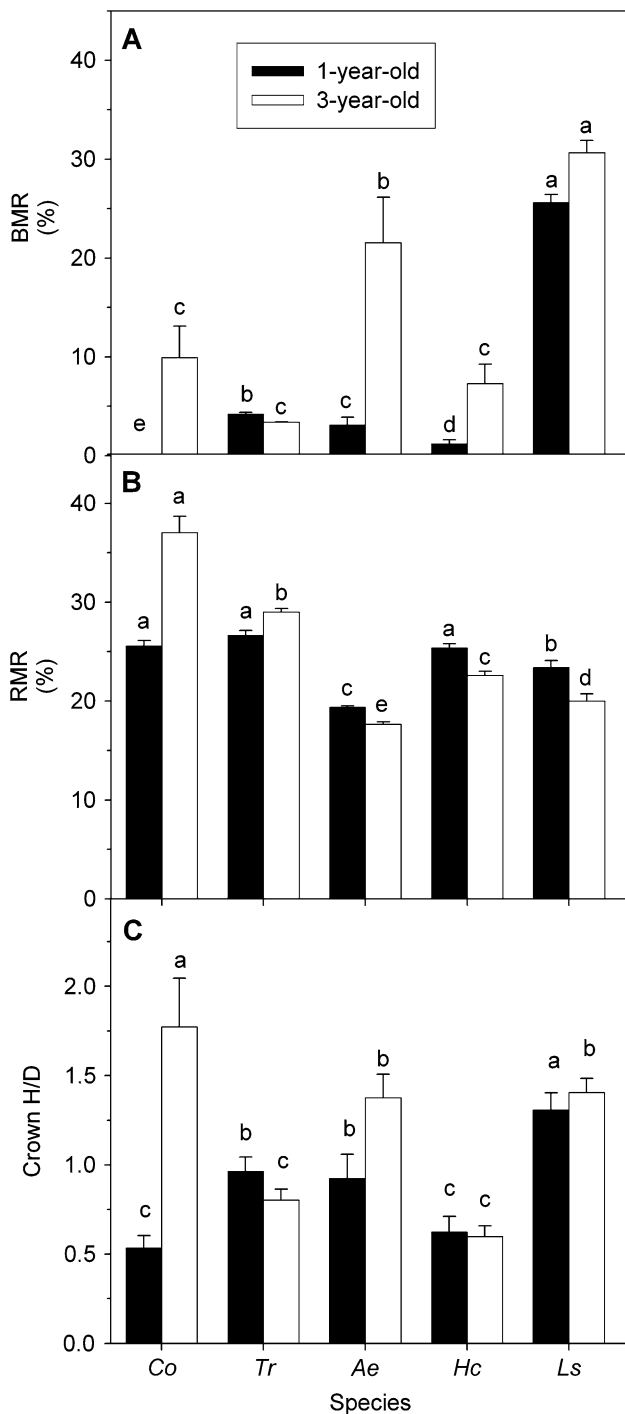 A
1-year-old
3-year-old
40
30
20
10
0
BMR
(%)
e c b c c b d c a a
B
40
30
20
10
0
RMR
(%)
a a a b c e a c b d
C
2.0
1.5
1.0
0.5
0.0
Crown H/D
c a b c b b c c a b
Co Tr Ae Hc Ls
Species